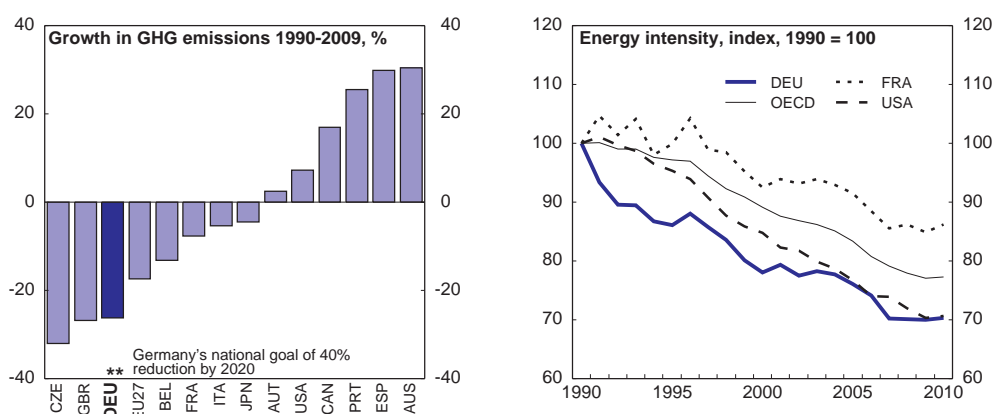 Growth in GHG emissions 1990-2009, %
40
20
0
-20
-40
40
20
0
-20
-40
Germany's national goal of 40%
reduction by 2020
**
CZE
GBR
DEU
EU27
BEL
FRA
ITA
JPN
AUT
USA
CAN
PRT
ESP
AUS
Energy intensity, index, 1990 = 100
120
110
100
90
80
70
60
120
110
100
90
80
70
60
DEU
OECD
FRA
USA
1990 1995 2000 2005 2010